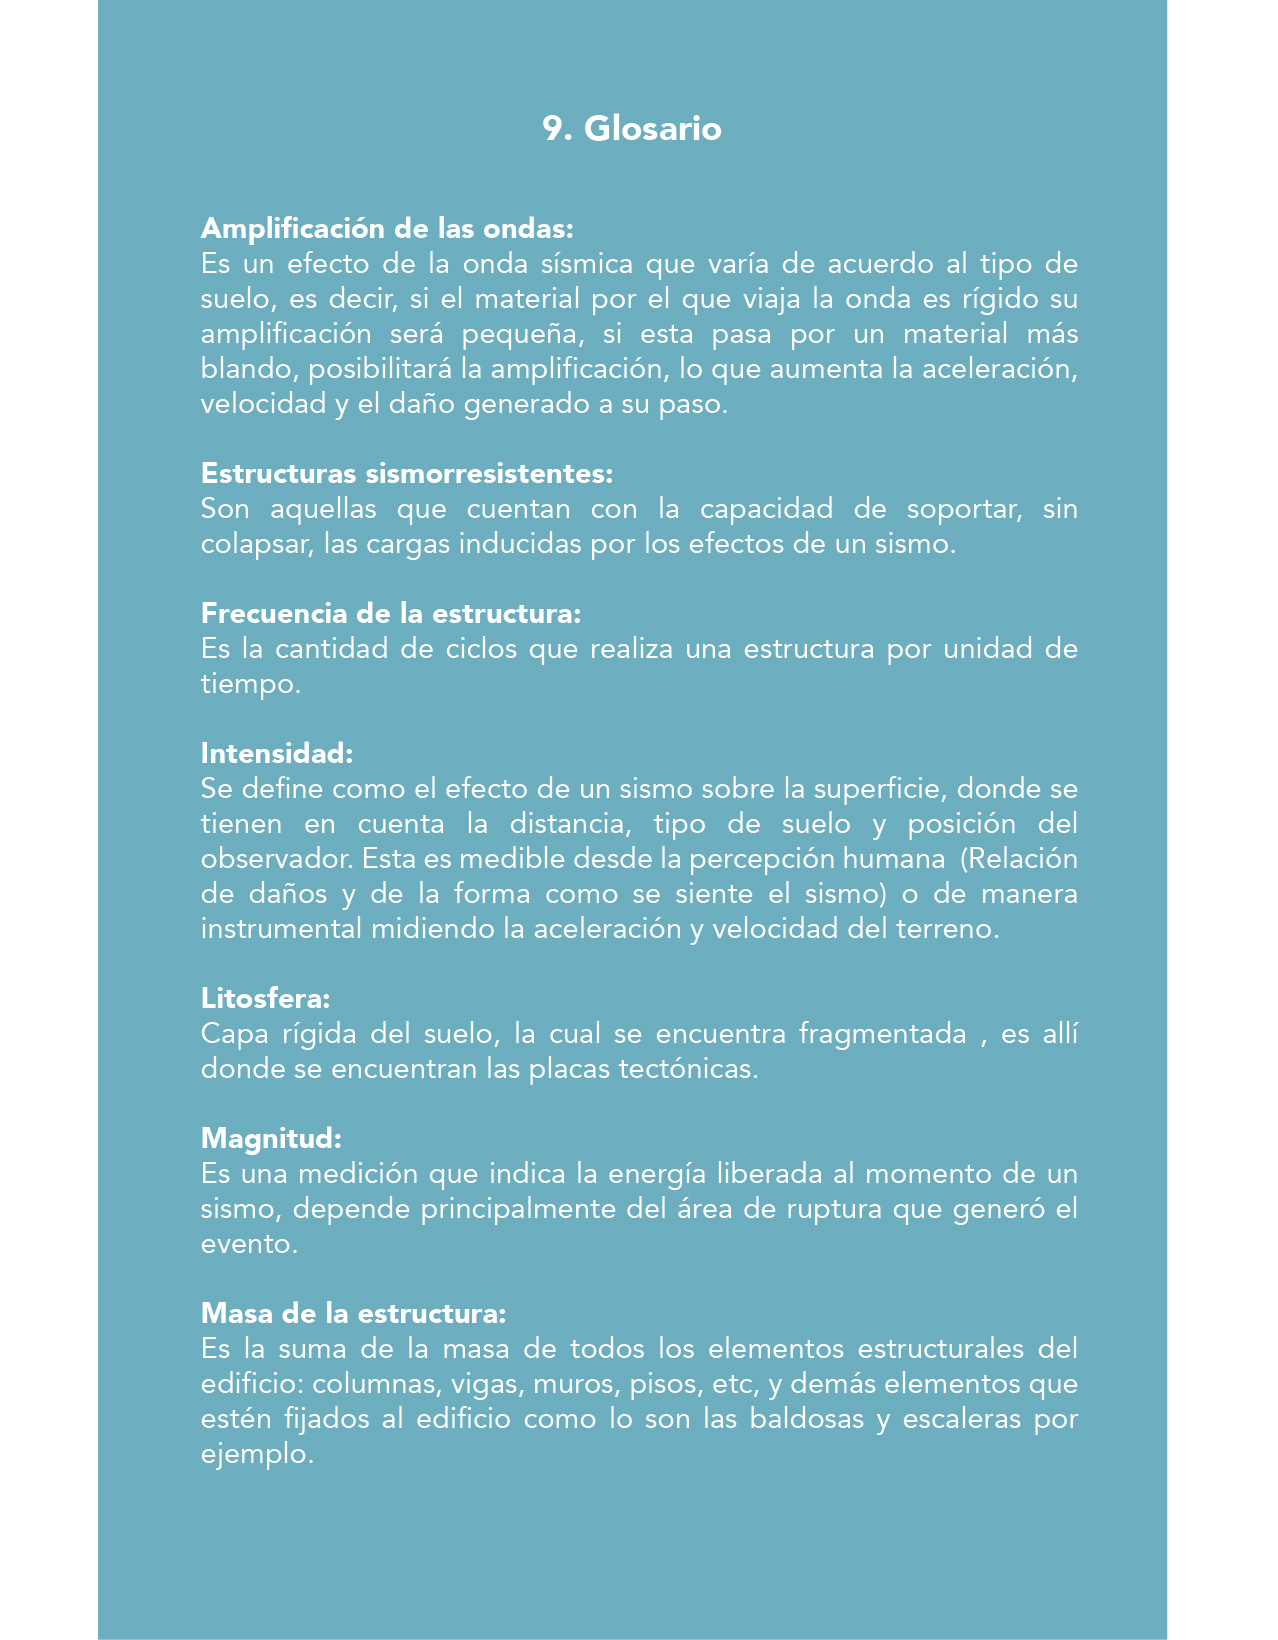 9. Glosario
Amplificación de las ondas:
Es un efecto de la onda sísmica que varía de acuerdo al tipo de
suelo, es decir, si el material por el que viaja la onda es rígido su
amplificación será pequeña, si esta pasa por un material más
blando, posibilitará la amplificación, lo que aumenta la aceleración,
velocidad y el daño generado a su paso.
Estructuras sismorresistentes:
Son aquellas que cuentan con la capacidad de soportar, sin
colapsar, las cargas inducidas por los efectos de un sismo.
Frecuencia de la estructura:
Es la cantidad de ciclos que realiza una estructura por unidad de
tiempo.
Intensidad:
Se define como el efecto de un sismo sobre la superficie, donde se
tienen en cuenta la distancia, tipo de suelo y posición del
observador. Esta es medible desde la percepción humana  (Relación
de daños y de la forma como se siente el sismo) o de manera
instrumental midiendo la aceleración y velocidad del terreno.
Litosfera:
Capa rígida del suelo, la cual se encuentra fragmentada , es allí
donde se encuentran las placas tectónicas.
Magnitud:
Es una medición que indica la energía liberada al momento de un
sismo, depende principalmente del área de ruptura que generó el
evento.
Masa de la estructura:
Es la suma de la masa de todos los elementos estructurales del
edificio: columnas, vigas, muros, pisos, etc, y demás elementos que
estén fijados al edificio como lo son las baldosas y escaleras por
ejemplo.